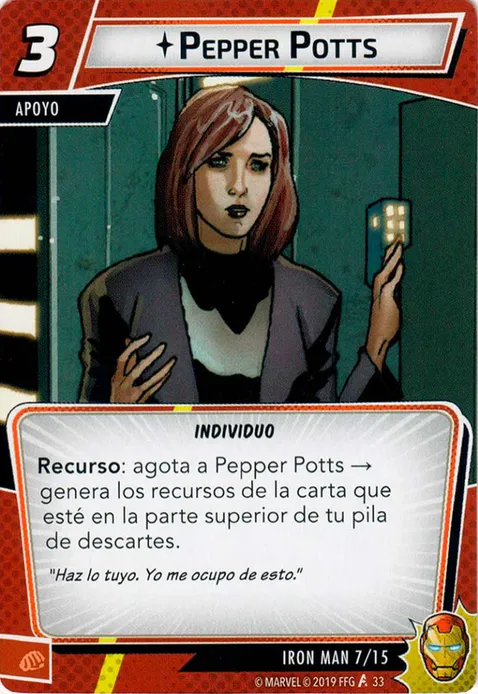 3
PEPPER POTTS
APOYO
INDIVIDUO
Recurso: agota a Pepper Potts →
genera los recursos de la carta que
esté en la parte superior de tu pila
de descartes.
"Haz lo tuyo. Yo me ocupo de esto."
IRON MAN 7/15
© MARVEL © 2019 FFG 33